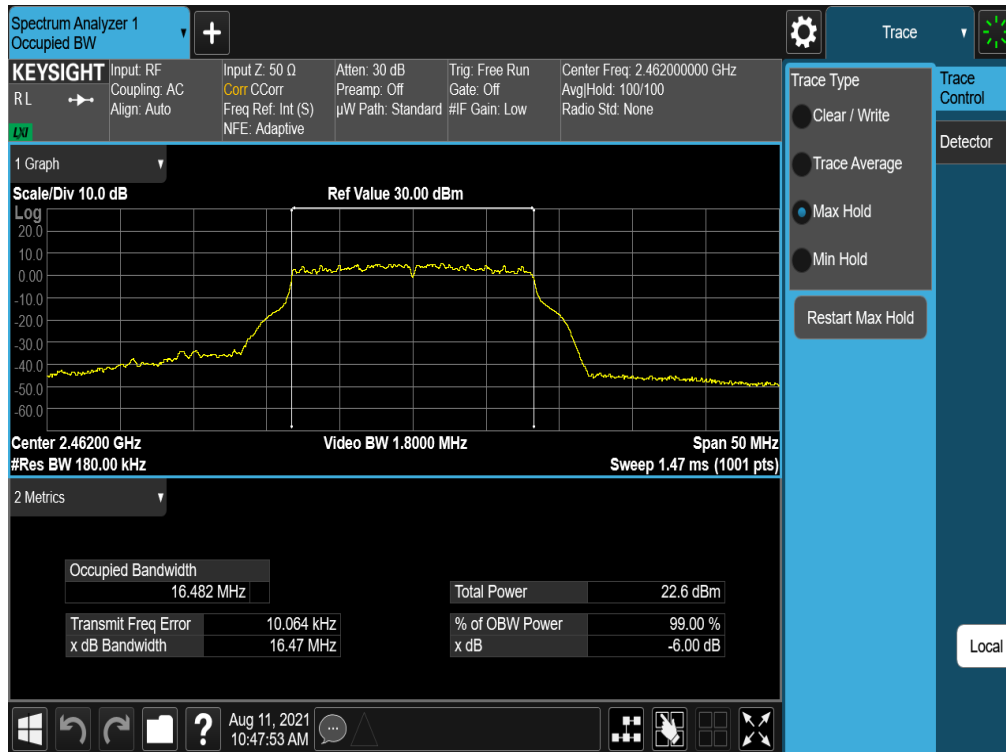 Spectrum Analyzer 1
Occupied BW
+
Trace
KEYSIGHT
R L
LXI
Input: RF
Coupling: AC
Align: Auto
Input Z: 50 Ω
Corr CCorr
Freq Ref: Int (S)
NFE: Adaptive
Atten: 30 dB
Preamp: Off
µW Path: Standard
Trig: Free Run
Gate: Off
#IF Gain: Low
Center Freq: 2.462000000 GHz
Avg|Hold: 100/100
Radio Std: None
Trace Type
Clear / Write
Trace Average
Max Hold
Min Hold
Restart Max Hold
Trace
Control
Detector
Local
1 Graph
Scale/Div 10.0 dB
Ref Value 30.00 dBm
Log
20.0
10.0
0.00
-10.0
-20.0
-30.0
-40.0
-50.0
-60.0
Center 2.46200 GHz
Video BW 1.8000 MHz
Span 50 MHz
#Res BW 180.00 kHz
Sweep 1.47 ms (1001 pts)
2 Metrics
Occupied Bandwidth
16.482 MHz
Total Power 22.6 dBm
Transmit Freq Error 10.064 kHz
% of OBW Power 99.00 %
x dB Bandwidth 16.47 MHz
x dB -6.00 dB
?
Aug 11, 2021
10:47:53 AM